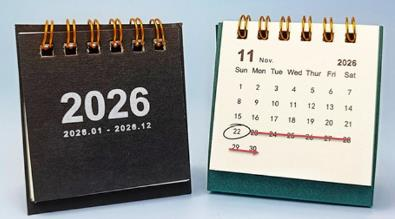 2026
2026.01 - 2026.12
11 Nov. 2026
Sun Mon Tue Wed Thur Fri Sat
1 2 3 4 5 6 7
8 9 10 11 12 13 14
15 16 17 18 19 20 21
22 23 24 25 26 27 28
29 30